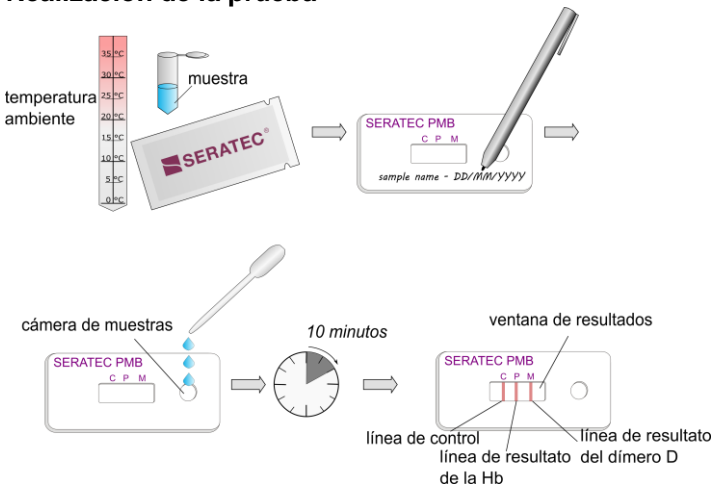 Realización de la prueba
35 °C
30 °C
25 °C
20 °C
15 °C
10 °C
5 °C
0 °C
temperatura
ambiente
muestra
SERATEC®
SERATEC PMB
C P M
sample name - DD/MM/YYYY
cámera de muestras
SERATEC PMB
C P M
10 minutos
ventana de resultados
SERATEC PMB
C P M
línea de control
línea de resultado
de la Hb
línea de resultato
del dímero D